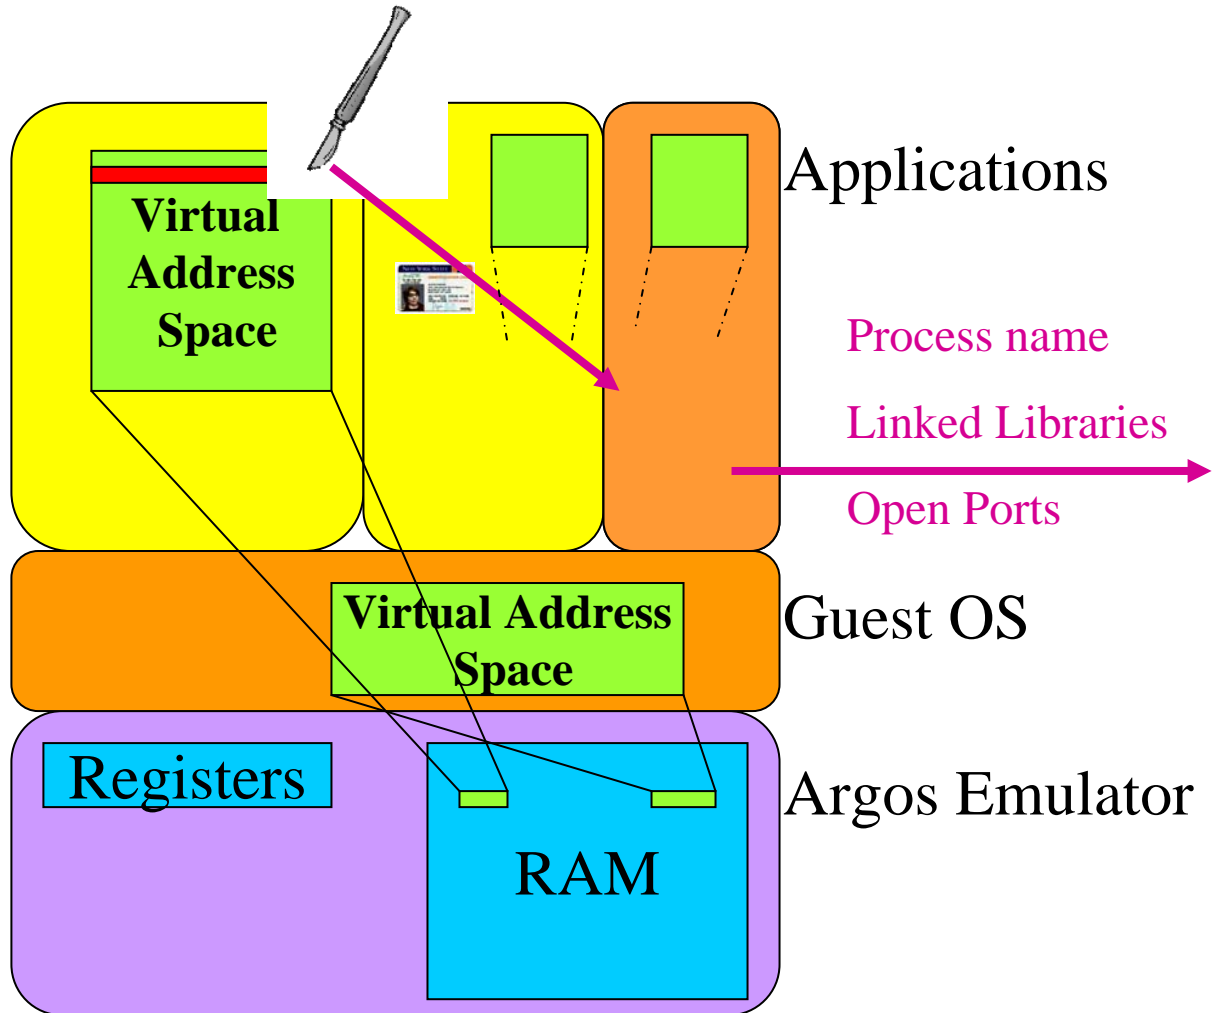 Applications
Virtual
Address
Space
Process name
Linked Libraries
Open Ports
Virtual Address
Space
Guest OS
Registers
Argos Emulator
RAM